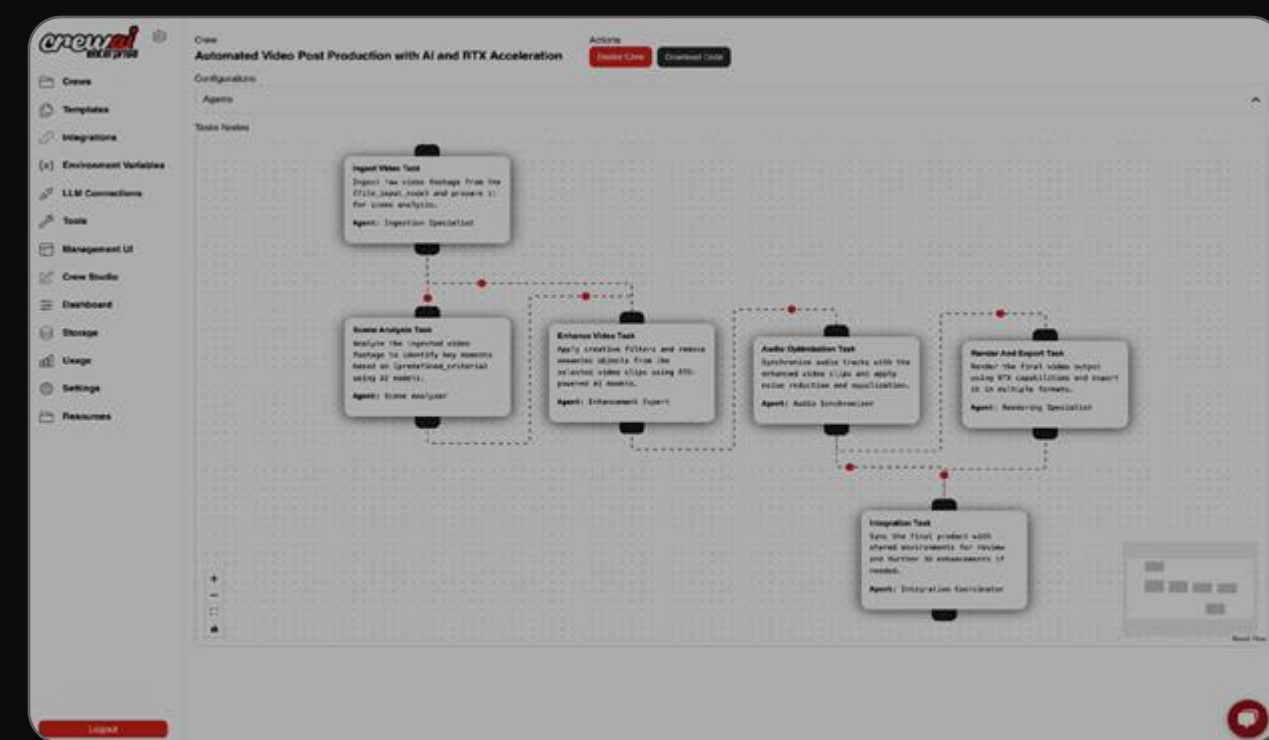 crewai
enterprise
Crews
Templates
Integrations
{x} Environment Variables
LLM Connections
Tools
Management UI
Crew Studio
Dashboard
Storage
Usage
Settings
Resources
Logout
Crew
Automated Video Post Production with AI and RTX Acceleration
Actions
Deploy Crew
Download Code
Configurations
Agents
Tasks Nodes
Ingest Video Task
Ingest raw video footage from the
{file_input_node} and prepare it
for scene analysis.
Agent: Ingestion Specialist
Scene Analysis Task
Analyze the ingested video
footage to identify key moments
based on {predefined_criteria}
using AI models.
Agent: Scene Analyzer
Enhance Video Task
Apply creative filters and remove
unwanted objects from the
selected video clips using RTX-
powered AI models.
Agent: Enhancement Expert
Audio Optimization Task
Synchronize audio tracks with the
enhanced video clips and apply
noise reduction and equalization.
Agent: Audio Synchronizer
Render And Export Task
Render the final video output
using RTX capabilities and export
it in multiple formats.
Agent: Rendering Specialist
Integration Task
Sync the final product with
shared environments for review
and further 3D enhancements if
needed.
Agent: Integration Coordinator
React Flow